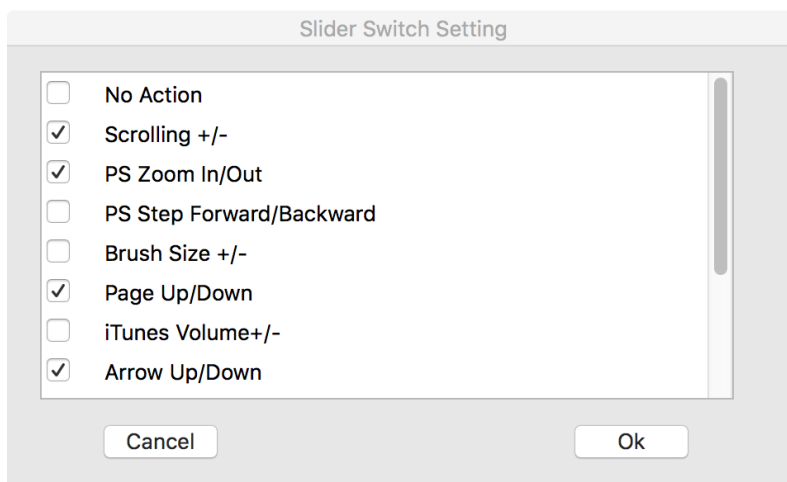 Slider Switch Setting
No Action
Scrolling +/-
PS Zoom In/Out
PS Step Forward/Backward
Brush Size +/-
Page Up/Down
iTunes Volume+/-
Arrow Up/Down
Cancel Ok